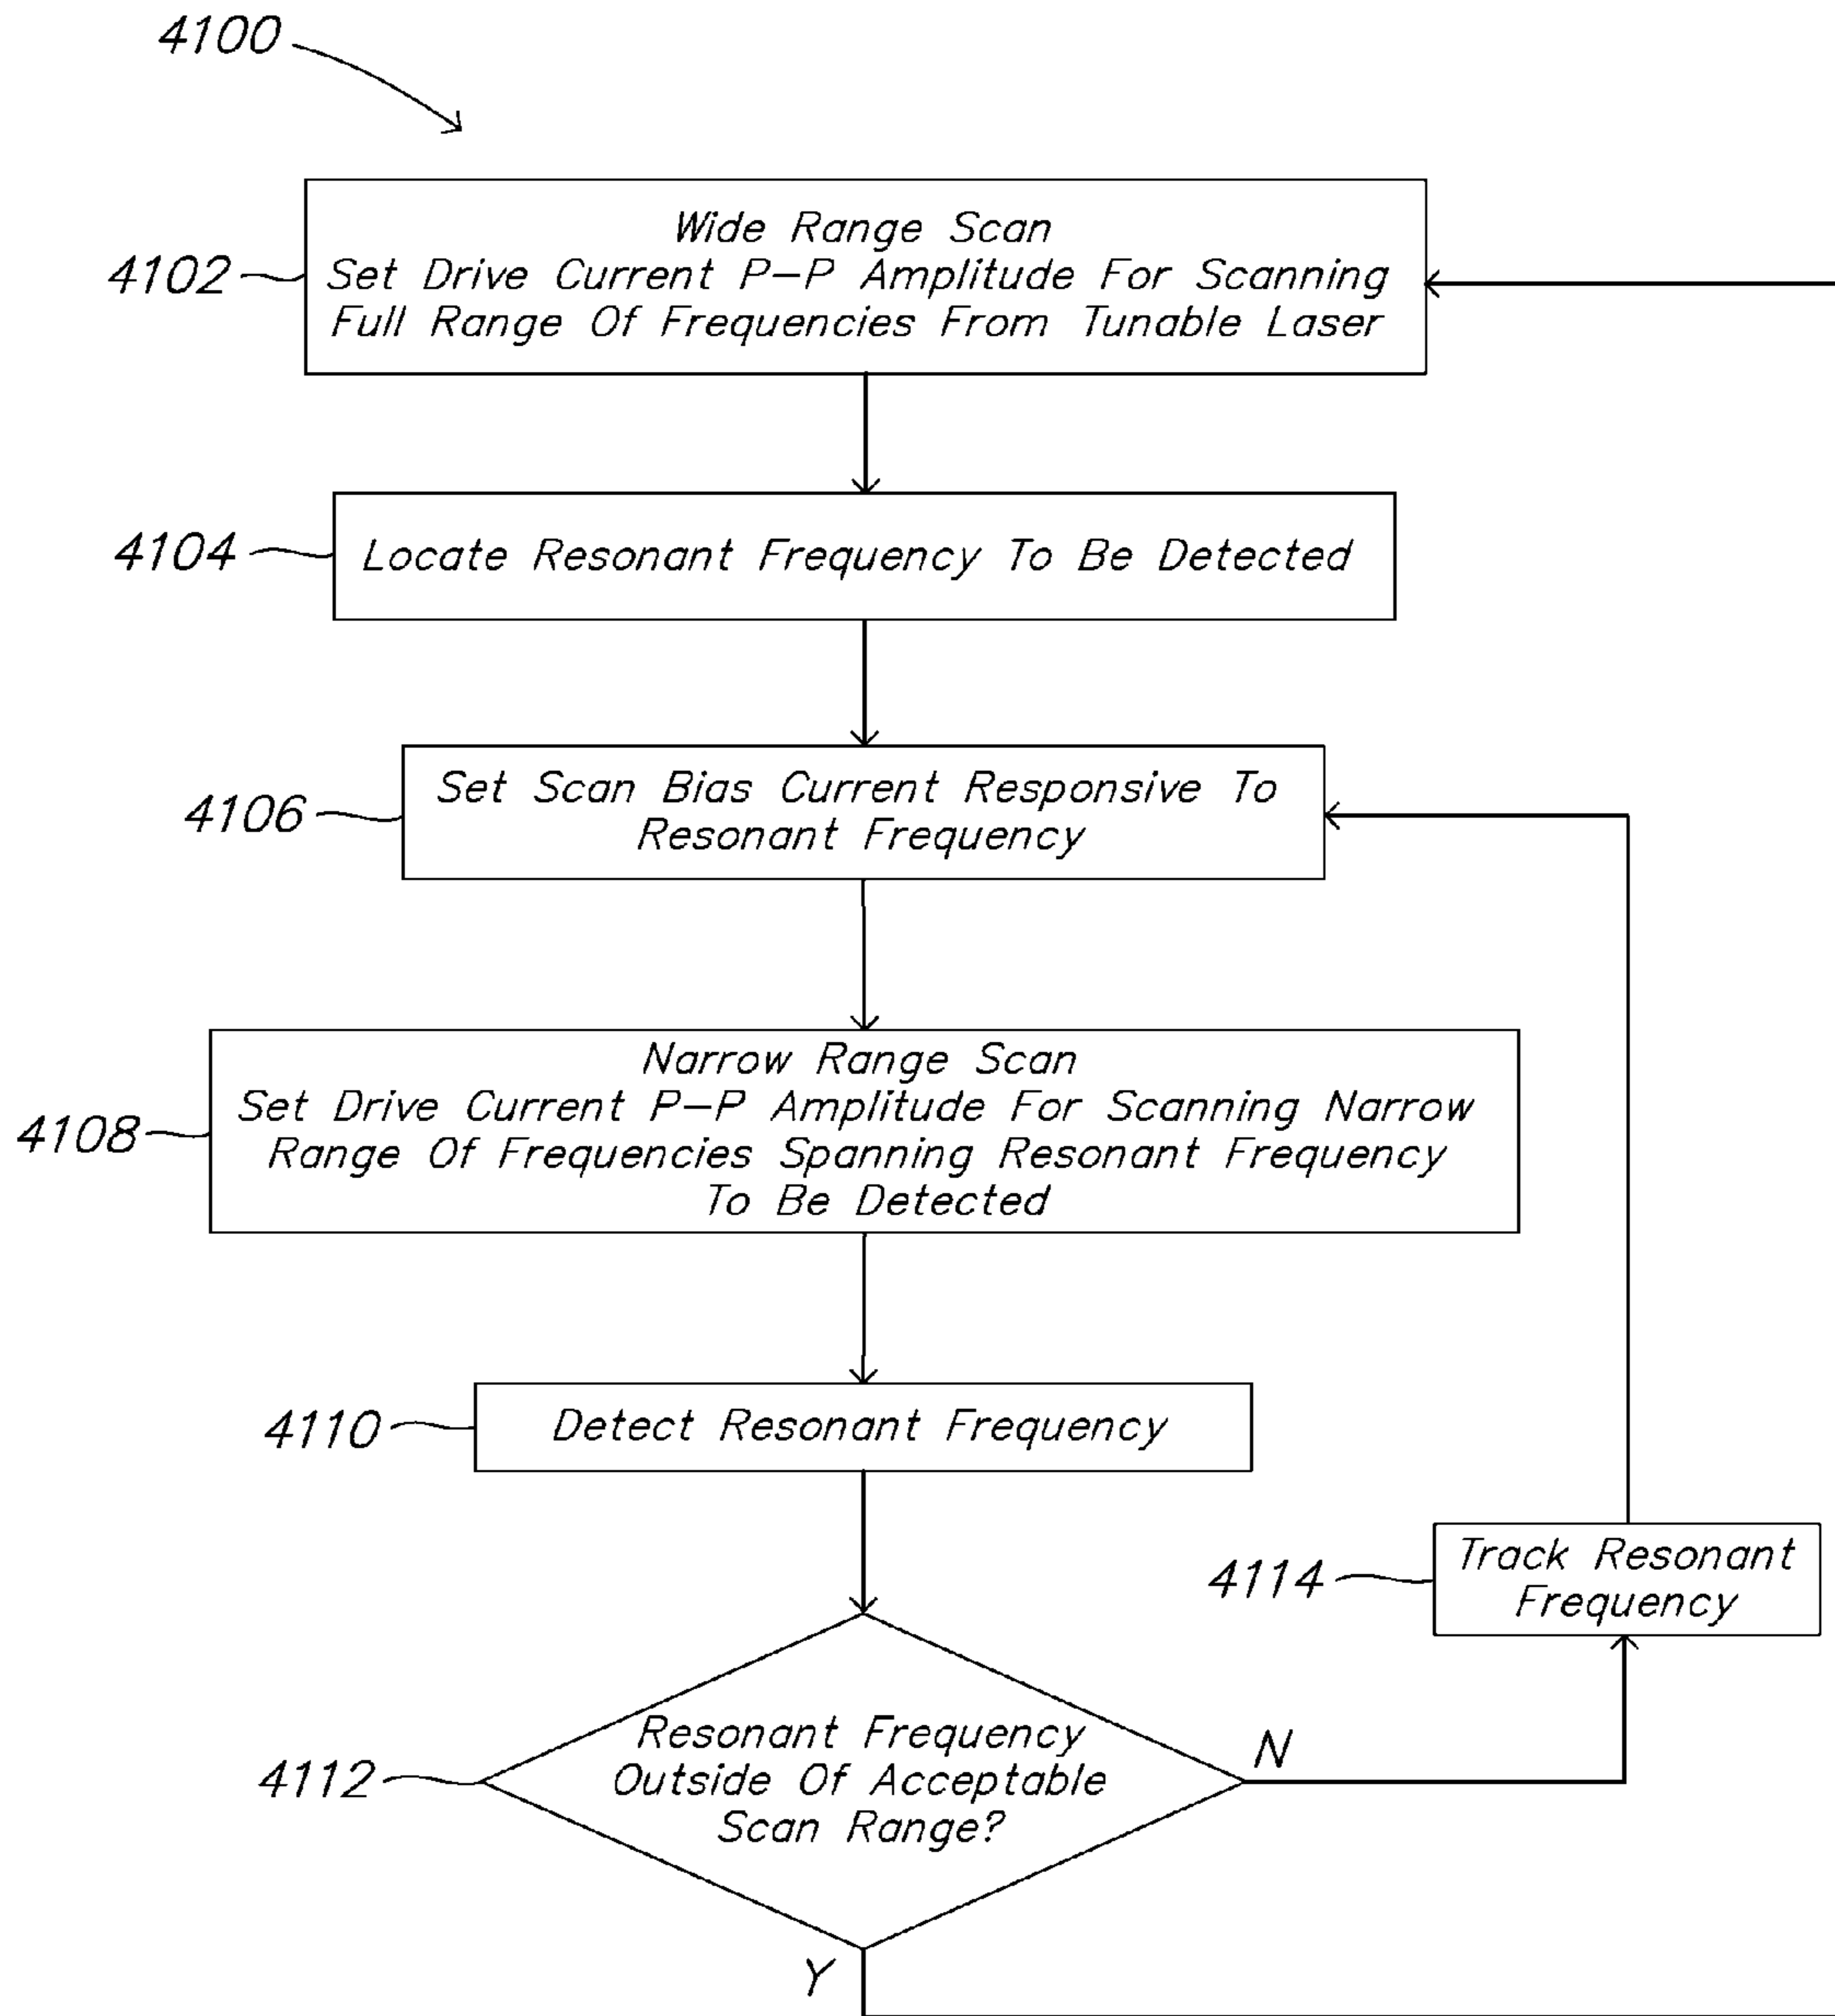 4100
Wide Range Scan
4102
Set Drive Current P-P Amplitude For Scanning
Full Range Of Frequencies From Tunable Laser
4104
Locate Resonant Frequency To Be Detected
4106
Set Scan Bias Current Responsive To
Resonant Frequency
Narrow Range Scan
4108
Set Drive Current P-P Amplitude For Scanning Narrow
Range Of Frequencies Spanning Resonant Frequency
To Be Detected
4110
Detect Resonant Frequency
4114
Track Resonant
Frequency
4112
Resonant Frequency
Outside Of Acceptable
Scan Range?
N
Y